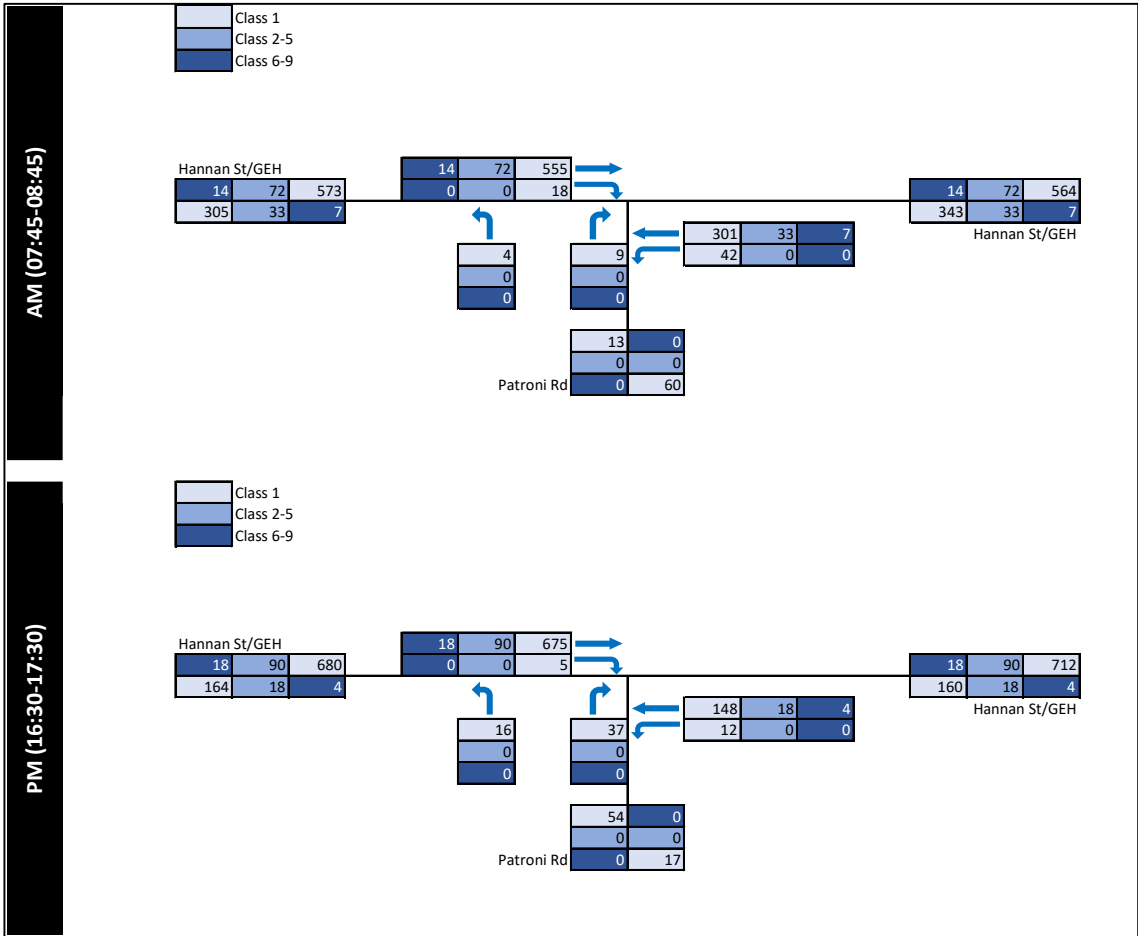 AM (07:45-08:45)
Class 1
Class 2-5
Class 6-9
Hannan St/GEH
14 72 573
305 33 7
14 72 555
0 0 18
14 72 564
343 33 7
Hannan St/GEH
301 33 7
42 0 0
4
0
0
9
0
0
13 0
0 0
0 60
Patroni Rd
PM (16:30-17:30)
Class 1
Class 2-5
Class 6-9
Hannan St/GEH
18 90 680
164 18 4
18 90 675
0 0 5
18 90 712
160 18 4
Hannan St/GEH
148 18 4
12 0 0
16
0
0
37
0
0
54 0
0 0
0 17
Patroni Rd